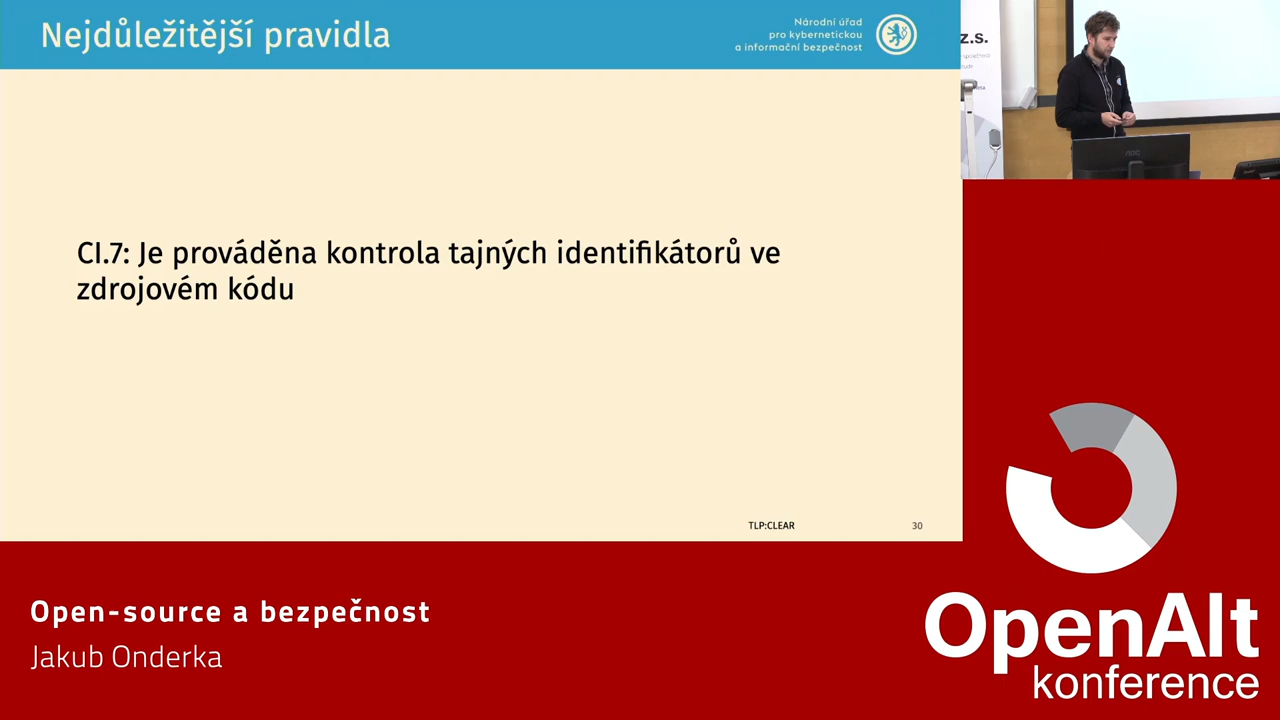 Nejdůležitější pravidla
Národní úřad
pro kybernetickou
a informační bezpečnost
z.s.
CI.7: Je prováděna kontrola tajných identifikátorů ve
zdrojovém kódu
TLP:CLEAR
30
AOC
Open-source a bezpečnost
Jakub Onderka
OpenAlt
konference